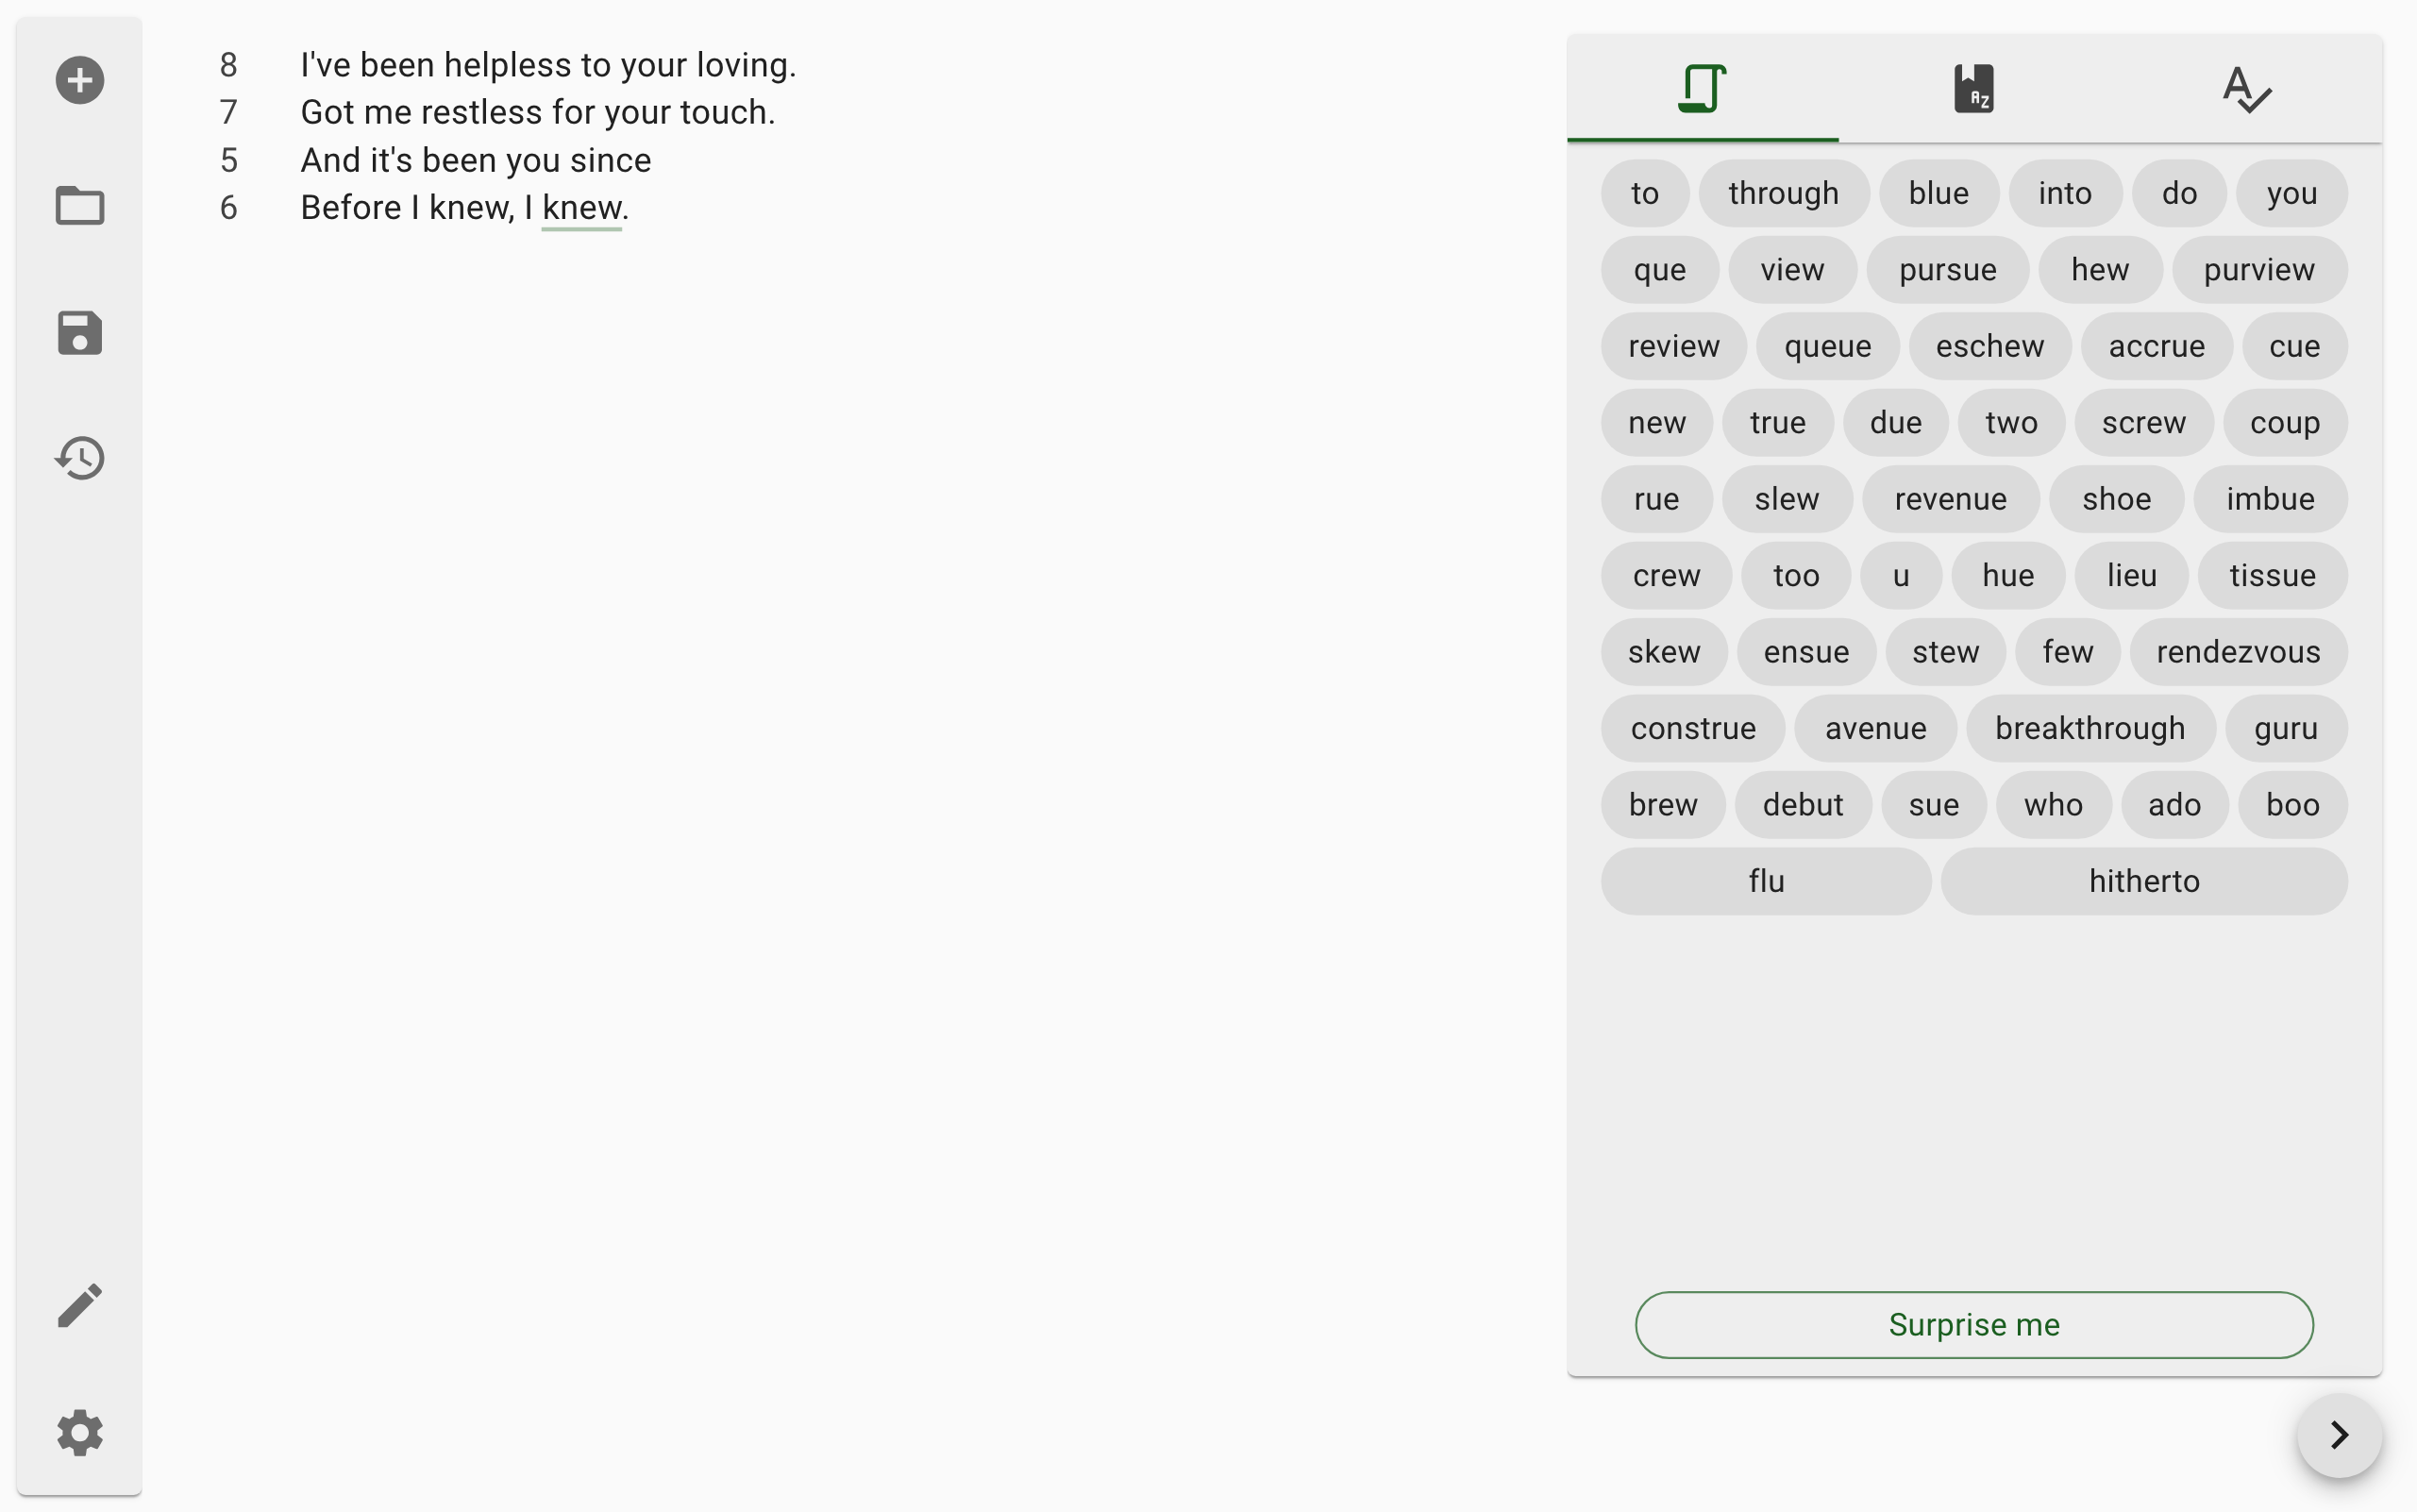 8 I've been helpless to your loving.
7 Got me restless for your touch.
5 And it's been you since
6 Before I knew, I knew.
to through blue into do you
que view pursue hew purview
review queue eschew accrue cue
new true due two screw coup
rue slew revenue shoe imbue
crew too u hue lieu tissue
skew ensue stew few rendezvous
construe avenue breakthrough guru
brew debut sue who ado boo
flu hitherto
Surprise me